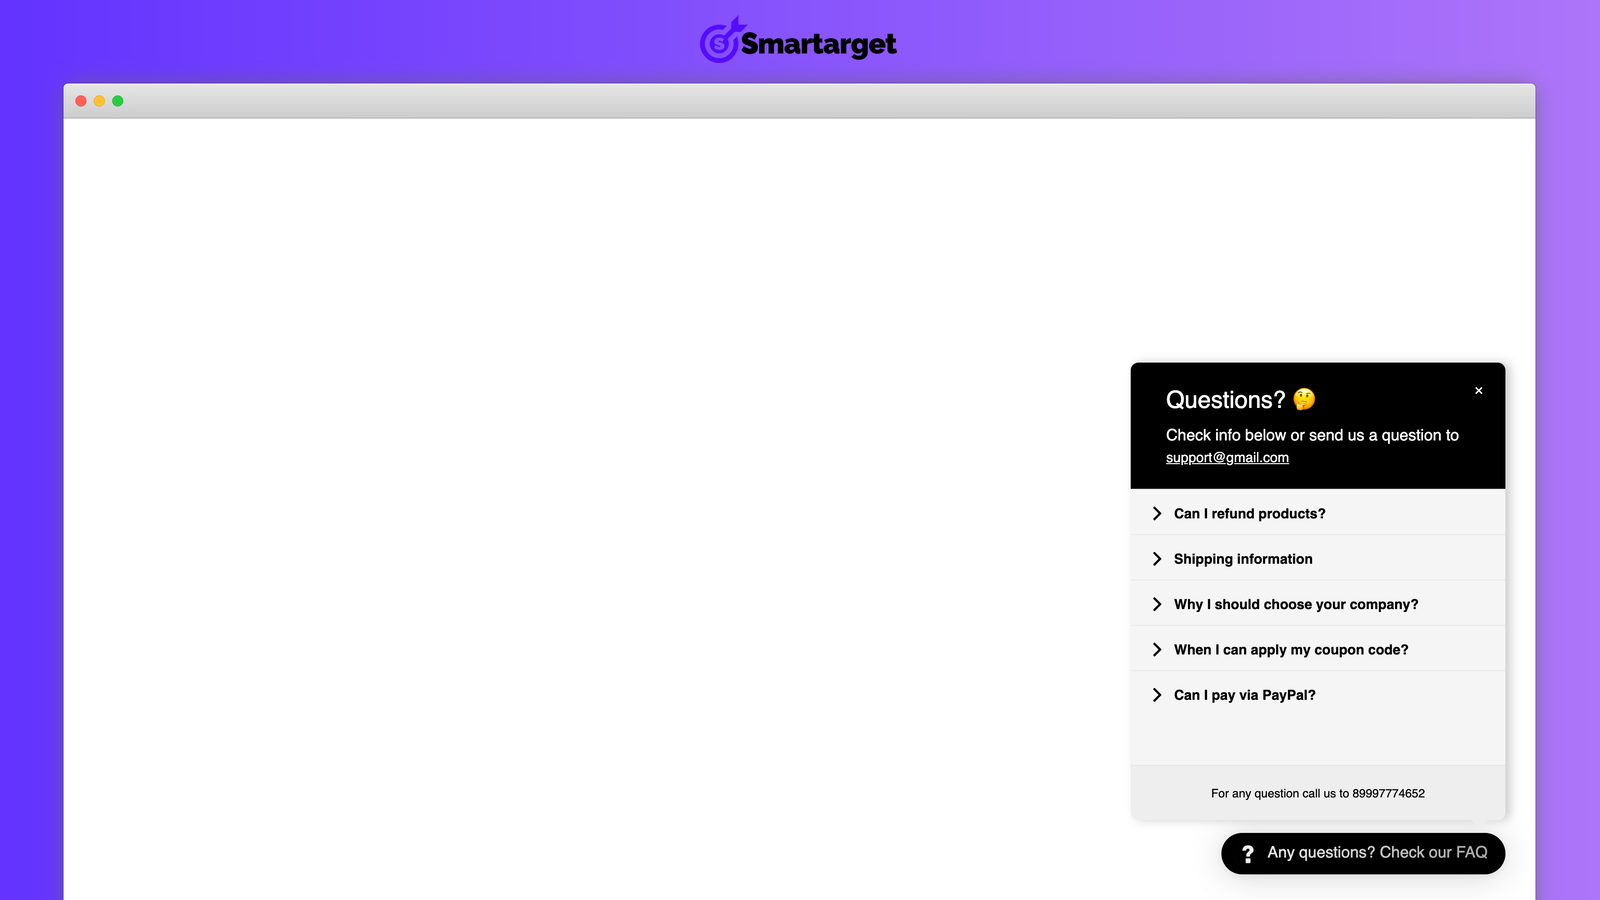 Smartarget
Questions? 🤔
×
Check info below or send us a question to
support@gmail.com
Can I refund products?
Shipping information
Why I should choose your company?
When I can apply my coupon code?
Can I pay via PayPal?
For any question call us to 89997774652
? Any questions? Check our FAQ